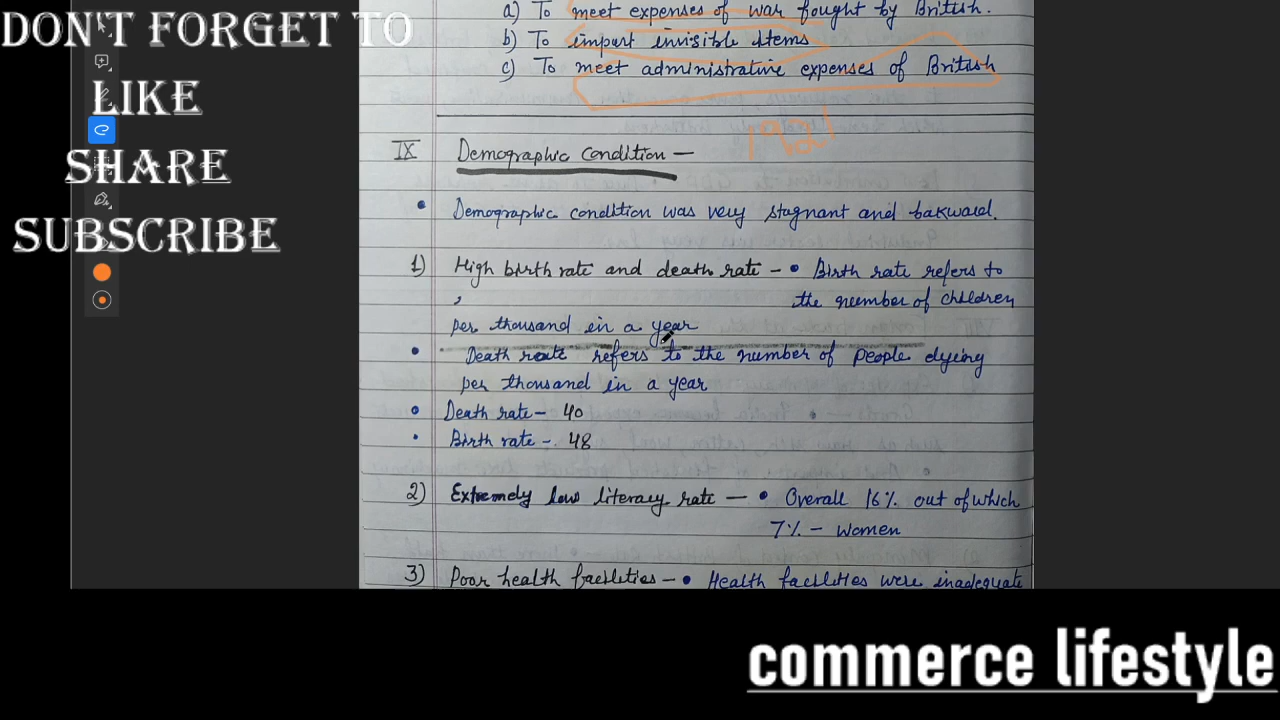 DON'T FORGET TO
LIKE
SHARE
SUBSCRIBE
a) To meet expenses of war fought by British.
b) To impart invisible items
c) To meet administrative expenses of British
1921
IX Demographic Condition —
• Demographic condition was very stagnant and bakward.
1) High birth rate and death rate - • Birth rate refers to
the number of children
per thousand in a year
• Death rate refers to the number of people dyeing
per thousand in a year
• Death rate - 40
• Birth rate -. 48
2) Extremely low literacy rate — • Overall 16% out of which
7% - women
3) Poor health facilities - • Health facilities were inadequate
commerce lifestyle